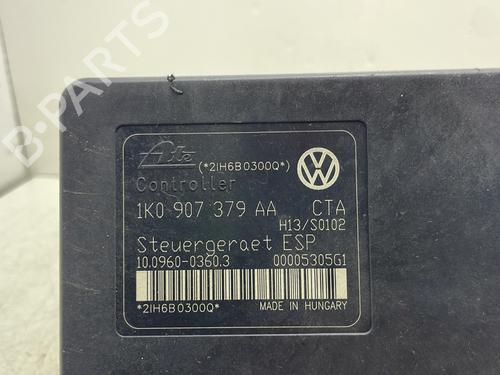 Ate (*2IH6B0300Q*)
Controller
1K0 907 379 AA CTA
H13/S0102
Steuergeraet ESP
10.0960-0360.3 00005305G1
*2IH6B0300Q* MADE IN HUNGARY
B-PARTS